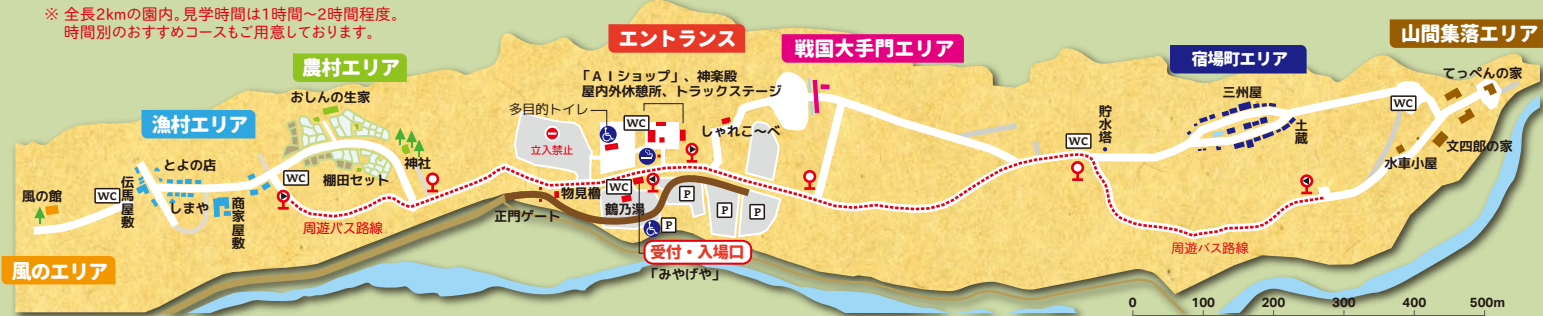 ※ 全長2kmの園内。見学時間は1時間～2時間程度。
時間別のおすすめコースもご用意しております。
エントランス
戦国大手門エリア
山間集落エリア
宿場町エリア
農村エリア
漁村エリア
風のエリア
「AIショップ」、神楽殿
屋内外休憩所、トラックステージ
多目的トイレ
WC
立入禁止
しゃれこ～べ
おしんの生家
神社
棚田セット
WC
とよの店
しまや
商家屋敷
伝馬屋敷
WC
風の館
周遊バス路線
正門ゲート
物見櫓
WC
鶴乃湯
P
P
P
P
受付・入場口
「みやげや」
三州屋
土蔵
貯水塔
WC
てっぺんの家
WC
文四郎の家
水車小屋
周遊バス路線
0 100 200 300 400 500m